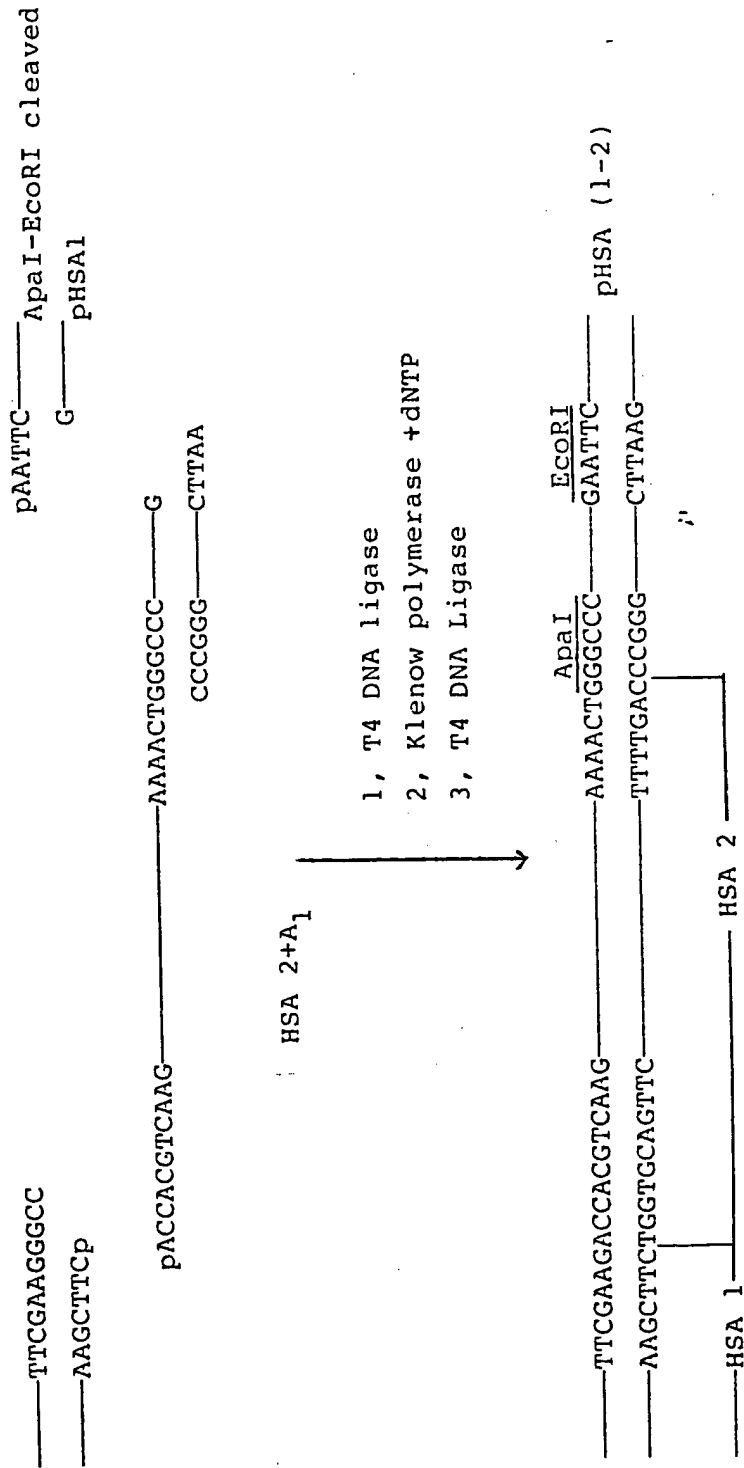 TTCGAAGGGCC pAATTC
ApaI-EcoRI cleaved
AAGCTTCp G
pHSA1
pACCACGTCAAG AAAACTGGGCCC G
CCCGGG CTTAA
HSA 2+A1
1, T4 DNA ligase
2, Klenow polymerase +dNTP
3, T4 DNA Ligase
ApaI EcoRI
TTCGAAGACCACGTCAAG AAAACTGGGCCC GAATTC
pHSA (1-2)
AAGCTTCTGGTGCAGTTC TTTTGACCCGGG CTTAAG
HSA 1 HSA 2